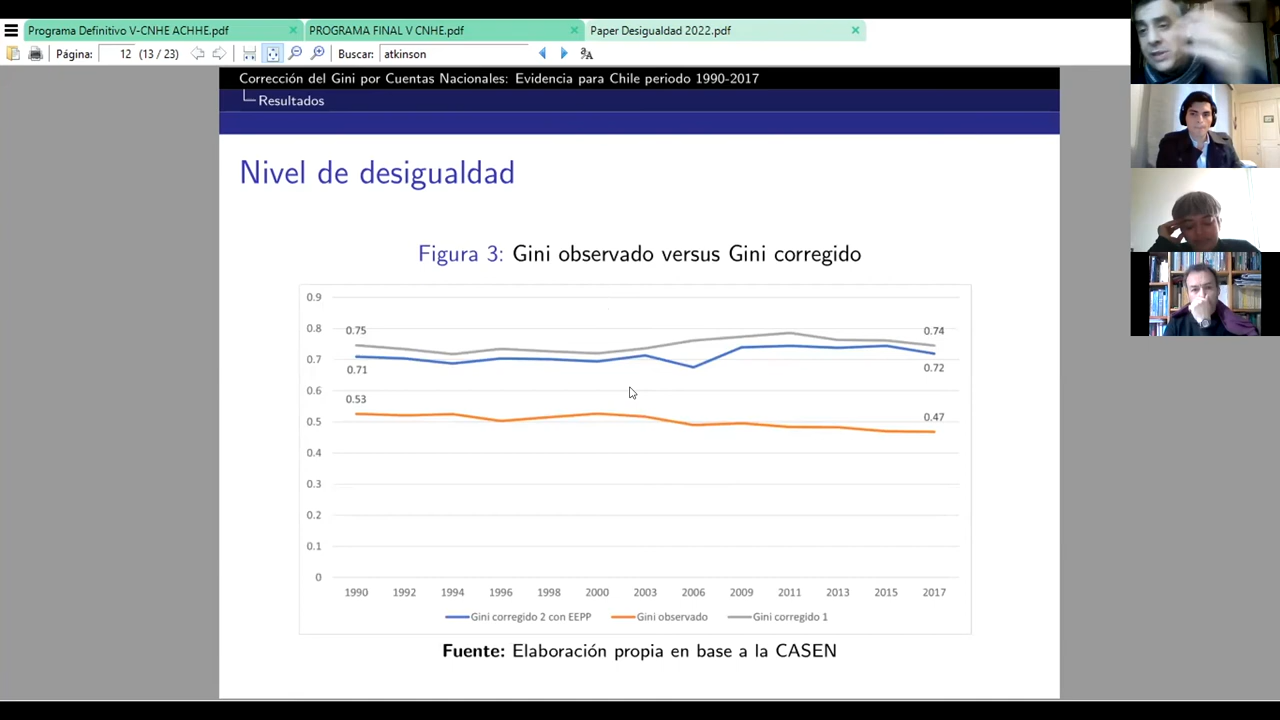 Programa Definitivo V-CNHE ACHHE.pdf
PROGRAMA FINAL V CNHE.pdf
Paper Desigualdad 2022.pdf
Página: 12 (13 / 23)
Buscar: atkinson
Corrección del Gini por Cuentas Nacionales: Evidencia para Chile periodo 1990-2017
Resultados
Nivel de desigualdad
Figura 3: Gini observado versus Gini corregido
0.9
0.8
0.7
0.6
0.5
0.4
0.3
0.2
0.1
0
0.75
0.71
0.53
0.74
0.72
0.47
1990 1992 1994 1996 1998 2000 2003 2006 2009 2011 2013 2015 2017
Gini corregido 2 con EEPP Gini observado Gini corregido 1
Fuente: Elaboración propia en base a la CASEN